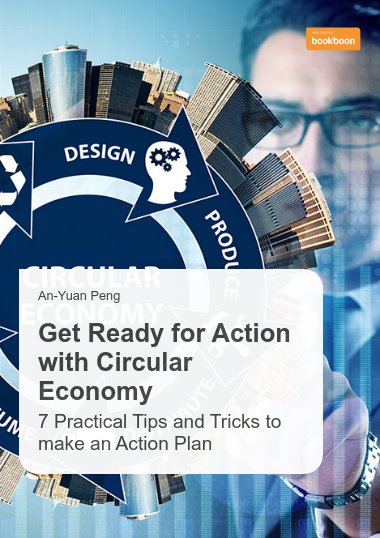 bookboon
DESIGN
PRODUCE
CIRCULAR
ECONOMY
An-Yuan Peng
Get Ready for Action
with Circular
Economy
7 Practical Tips and Tricks to
make an Action Plan